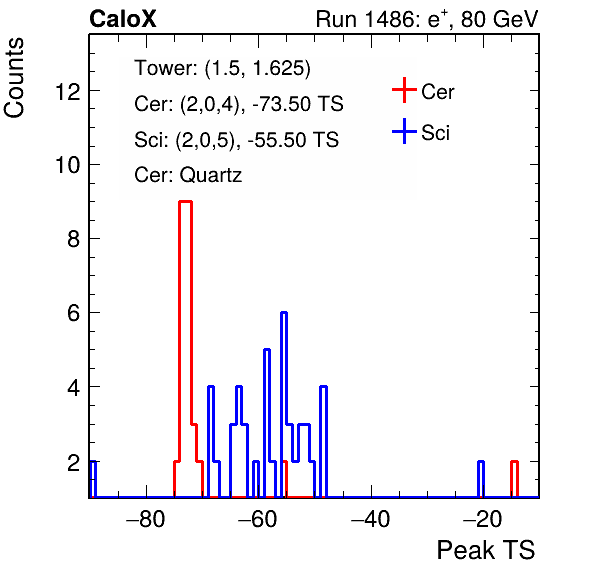 CaloX Run 1486: e⁺, 80 GeV
Counts
Tower: (1.5, 1.625)
Cer: (2,0,4), -73.50 TS
Sci: (2,0,5), -55.50 TS
Cer: Quartz
Cer
Sci
12
10
8
6
4
2
−80 −60 −40 −20
Peak TS